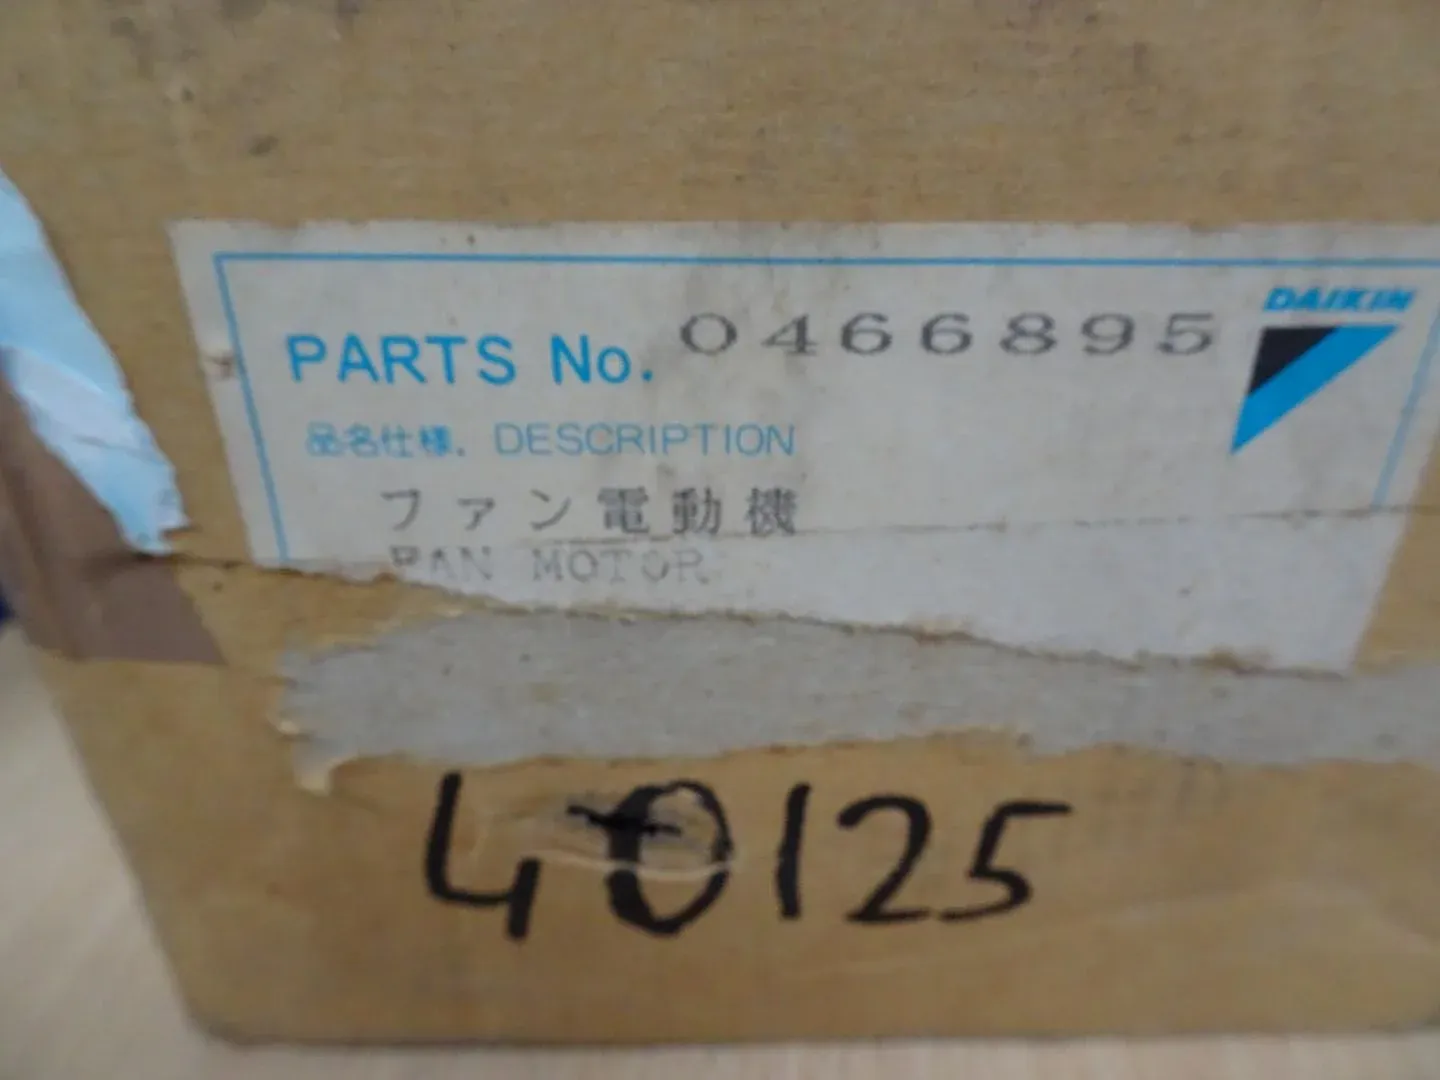 DAIKIN
PARTS No. 0466895
品名仕様. DESCRIPTION
ファン電動機
FAN MOTOR
40125